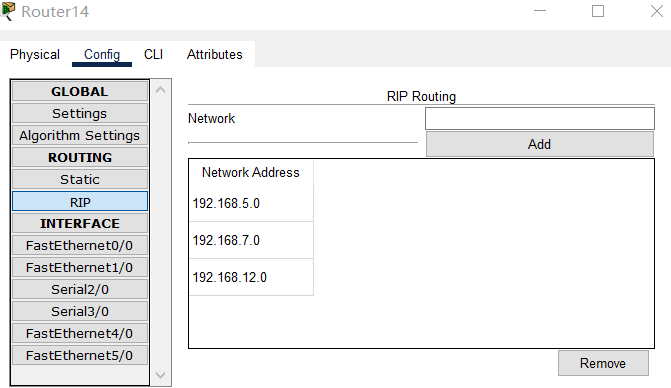 Router14
Physical Config CLI Attributes
GLOBAL
Settings
Algorithm Settings
ROUTING
Static
RIP
INTERFACE
FastEthernet0/0
FastEthernet1/0
Serial2/0
Serial3/0
FastEthernet4/0
FastEthernet5/0
RIP Routing
Network
Add
Network Address
192.168.5.0
192.168.7.0
192.168.12.0
Remove